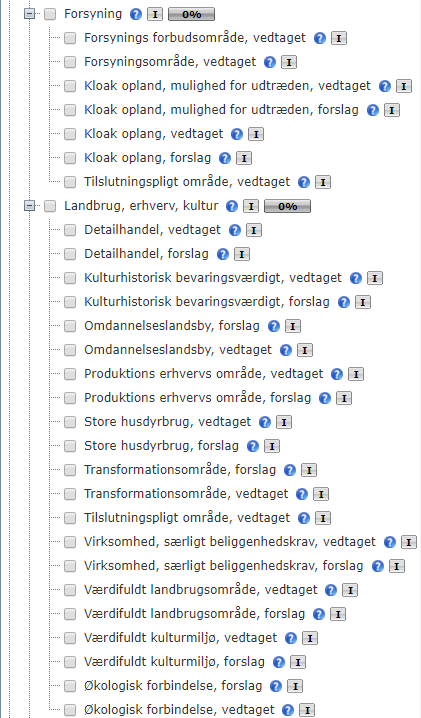 Forsyning ? I 0%
Forsynings forbudsområde, vedtaget ? I
Forsyningsområde, vedtaget ? I
Kloak opland, mulighed for udtræden, vedtaget ? I
Kloak opland, mulighed for udtræden, forslag ? I
Kloak oplang, vedtaget ? I
Kloak oplang, forslag ? I
Tilslutningspligt område, vedtaget ? I
Landbrug, erhverv, kultur ? I 0%
Detailhandel, vedtaget ? I
Detailhandel, forslag ? I
Kulturhistorisk bevaringsværdigt, vedtaget ? I
Kulturhistorisk bevaringsværdigt, forslag ? I
Omdannelseslandsby, forslag ? I
Omdannelseslandsby, vedtaget ? I
Produktions erhvervs område, vedtaget ? I
Produktions erhvervs område, forslag ? I
Store husdyrbrug, vedtaget ? I
Store husdyrbrug, forslag ? I
Transformationsområde, forslag ? I
Transformationsområde, vedtaget ? I
Tilslutningspligt område, vedtaget ? I
Virksomhed, særligt beliggenhedskrav, vedtaget ? I
Virksomhed, særligt beliggenhedskrav, forslag ? I
Værdifuldt landbrugsområde, vedtaget ? I
Værdifuldt landbrugsområde, forslag ? I
Værdifuldt kulturmiljø, vedtaget ? I
Værdifuldt kulturmiljø, forslag ? I
Økologisk forbindelse, forslag ? I
Økologisk forbindelse, vedtaget ? I